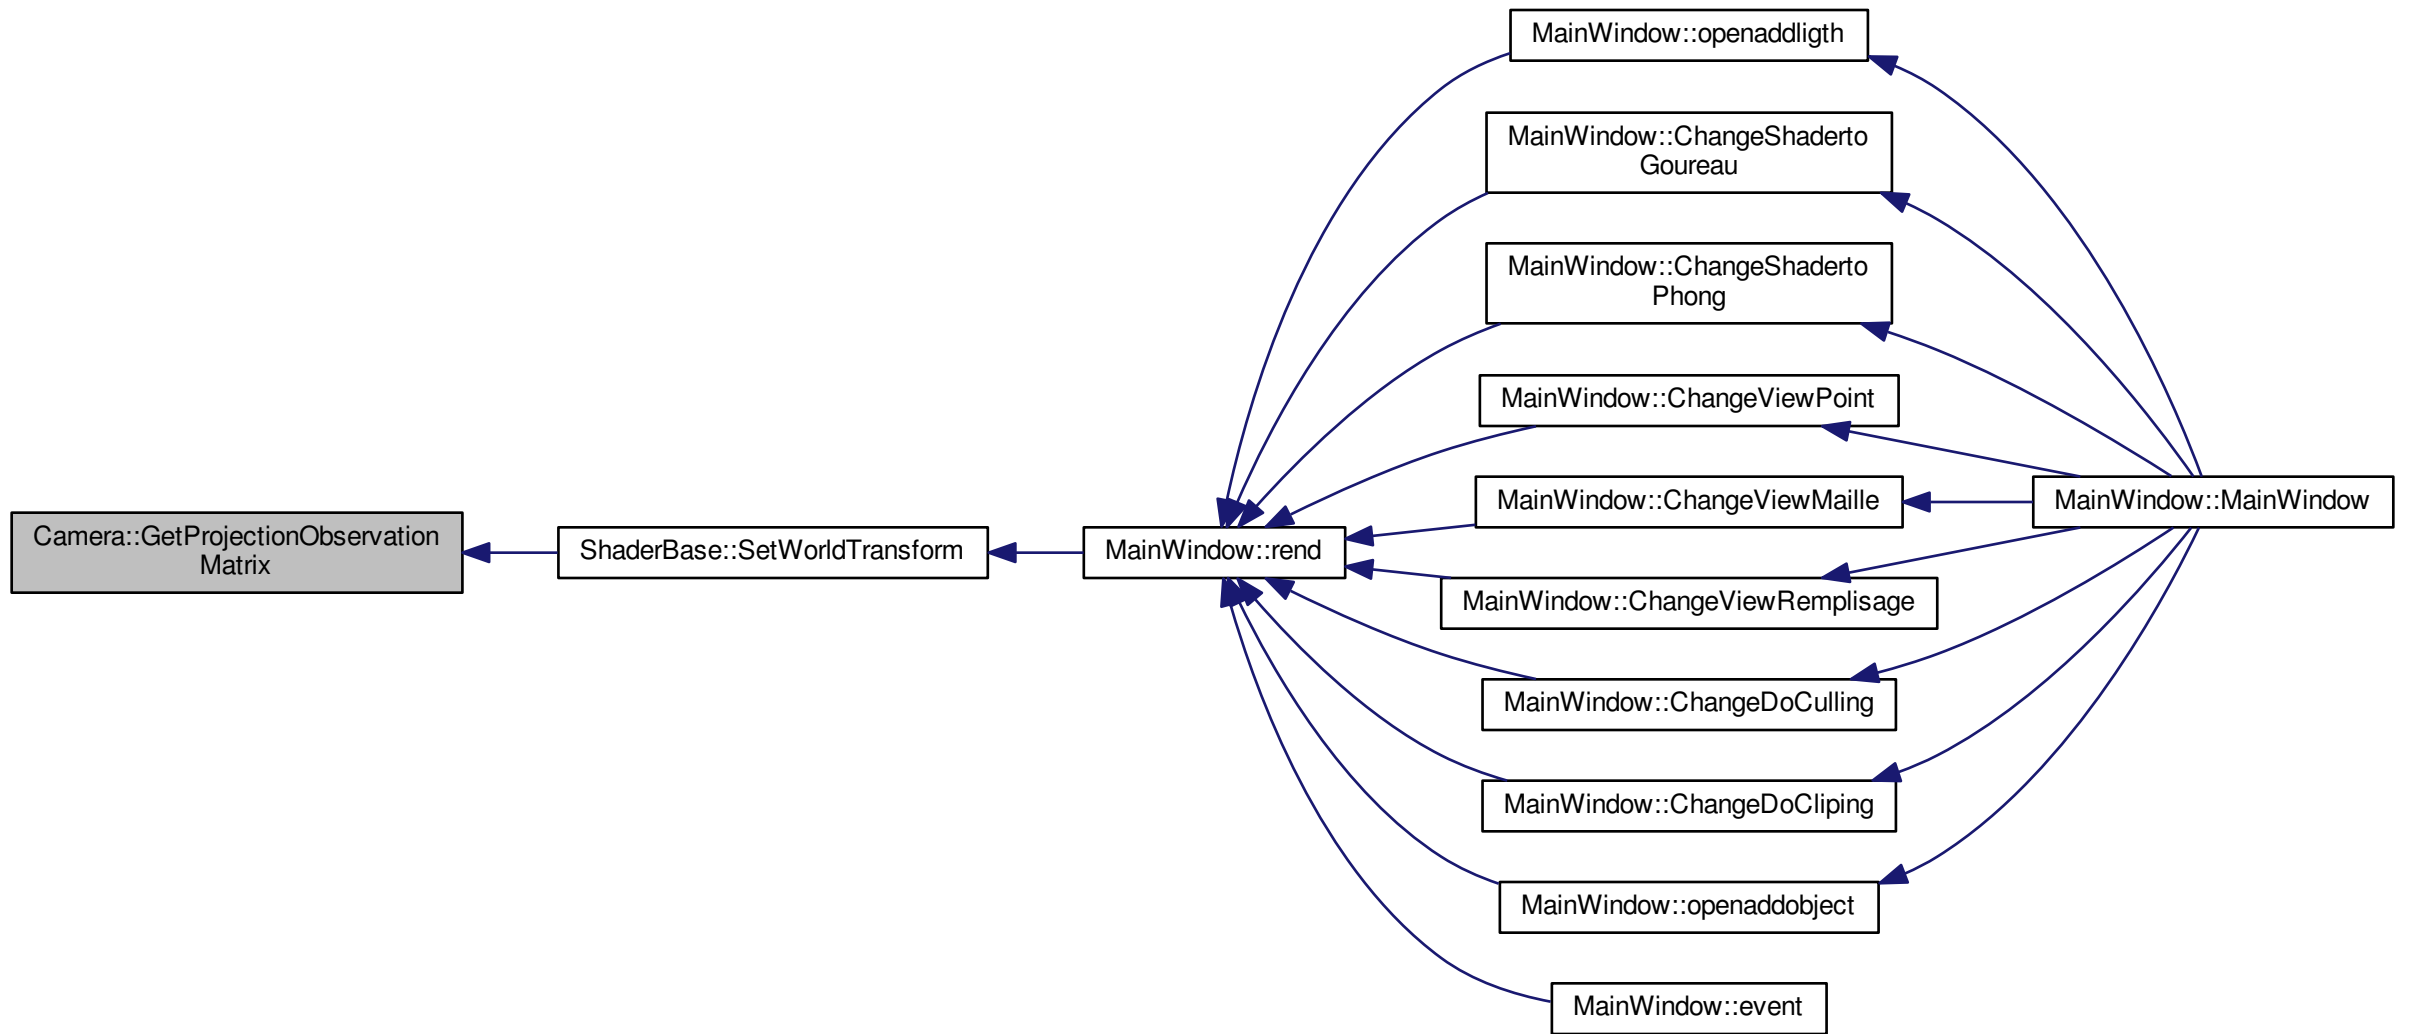 MainWindow::openaddligth
MainWindow::ChangeShaderto
Goureau
MainWindow::ChangeShaderto
Phong
MainWindow::ChangeViewPoint
MainWindow::ChangeViewMaille
MainWindow::MainWindow
Camera::GetProjectionObservation
Matrix
ShaderBase::SetWorldTransform
MainWindow::rend
MainWindow::ChangeViewRemplisage
MainWindow::ChangeDoCulling
MainWindow::ChangeDoCliping
MainWindow::openaddobject
MainWindow::event